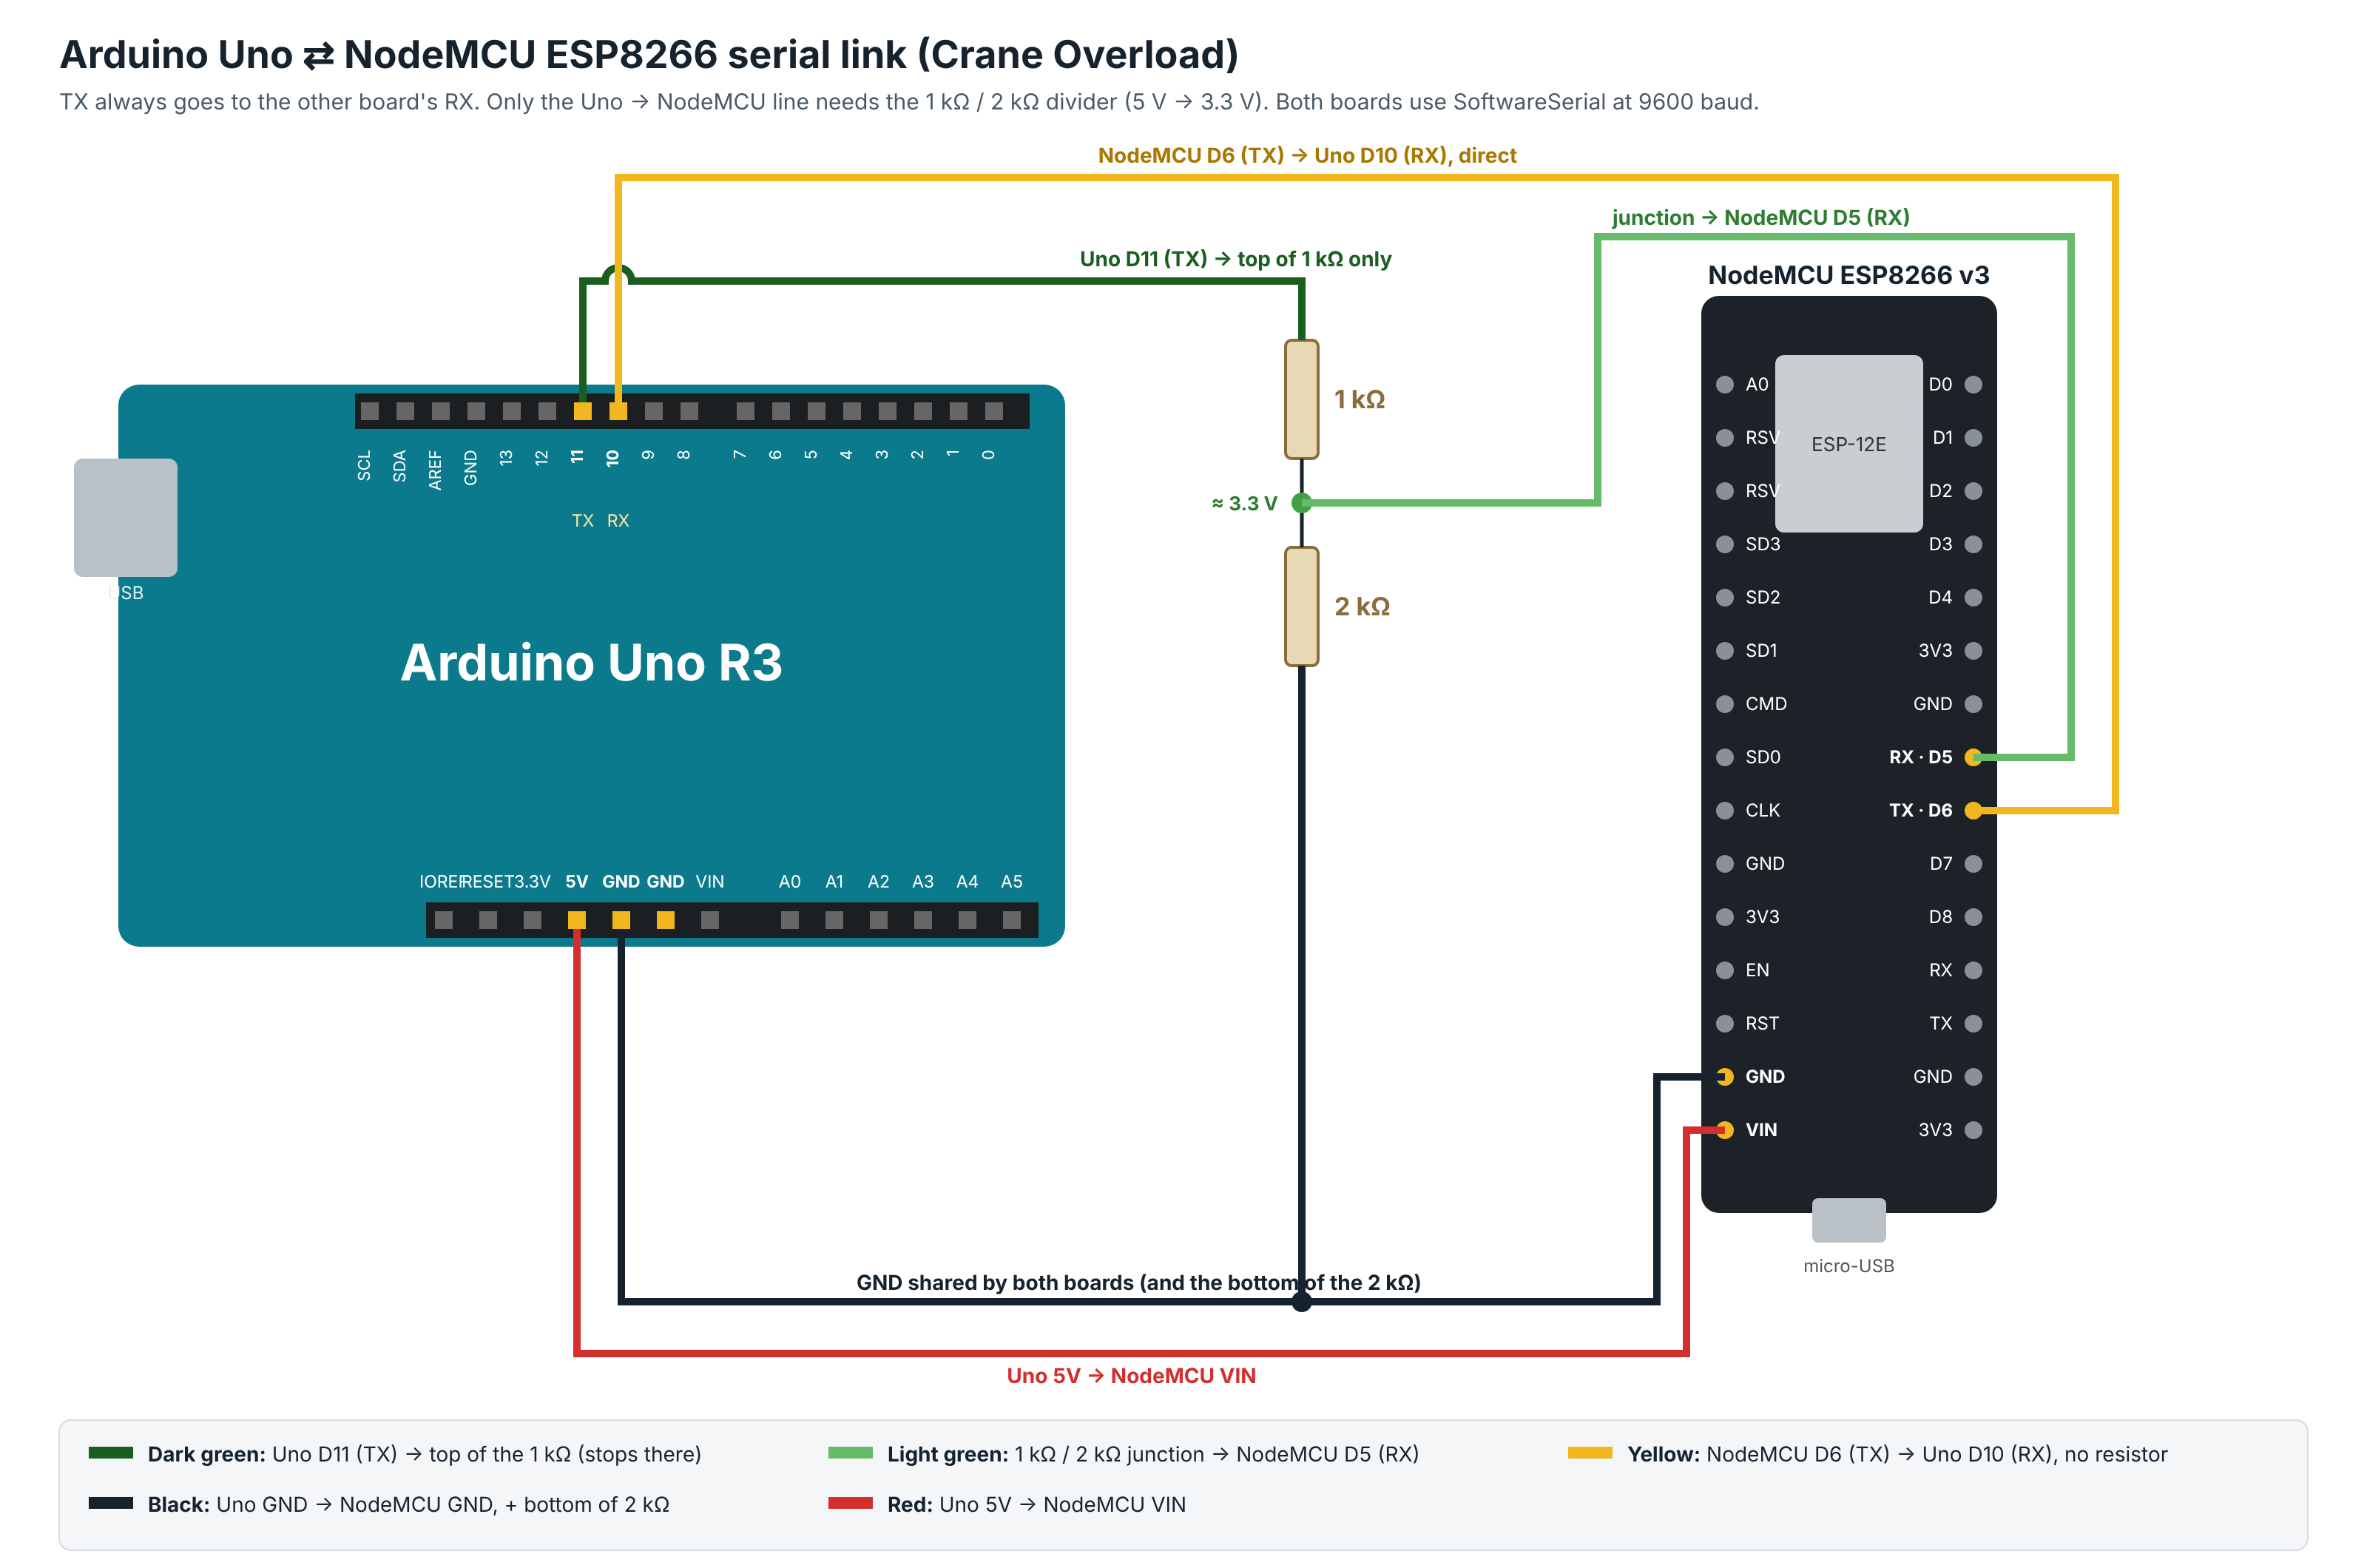 Arduino Uno ⇄ NodeMCU ESP8266 serial link (Crane Overload)
TX always goes to the other board's RX. Only the Uno → NodeMCU line needs the 1 kΩ / 2 kΩ divider (5 V → 3.3 V). Both boards use SoftwareSerial at 9600 baud.
NodeMCU D6 (TX) → Uno D10 (RX), direct
junction → NodeMCU D5 (RX)
Uno D11 (TX) → top of 1 kΩ only
NodeMCU ESP8266 v3
SCL SDA AREF GND 13 12 11 10 9 8 7 6 5 4 3 2 1 0
TX RX
USB
Arduino Uno R3
IOREF RESET 3.3V 5V GND GND VIN A0 A1 A2 A3 A4 A5
1 kΩ
≈ 3.3 V
2 kΩ
ESP-12E
A0 D0
RSV D1
RSV D2
SD3 D3
SD2 D4
SD1 3V3
CMD GND
SD0 RX · D5
CLK TX · D6
GND D7
3V3 D8
EN RX
RST TX
GND GND
VIN 3V3
micro-USB
GND shared by both boards (and the bottom of the 2 kΩ)
Uno 5V → NodeMCU VIN
Dark green: Uno D11 (TX) → top of the 1 kΩ (stops there)
Light green: 1 kΩ / 2 kΩ junction → NodeMCU D5 (RX)
Yellow: NodeMCU D6 (TX) → Uno D10 (RX), no resistor
Black: Uno GND → NodeMCU GND, + bottom of 2 kΩ
Red: Uno 5V → NodeMCU VIN